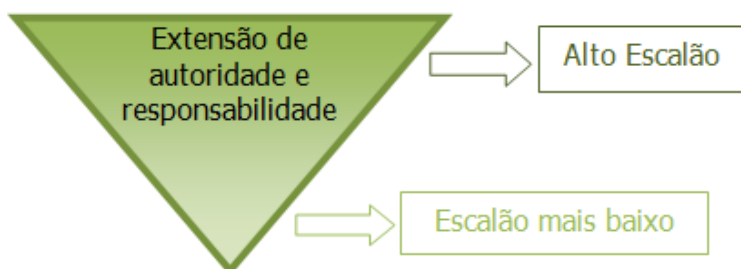 Extensão de
autoridade e
responsabilidade
Alto Escalão
Escalão mais baixo